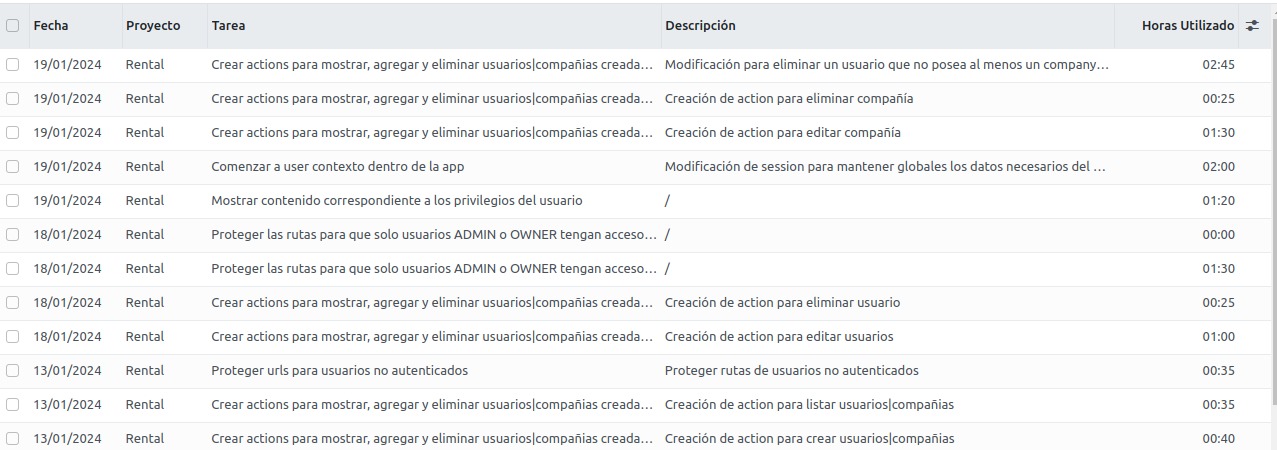 Fecha Proyecto Tarea Descripción Horas Utilizado
19/01/2024 Rental Crear actions para mostrar, agregar y eliminar usuarios|compañias creada... Modificación para eliminar un usuario que no posea al menos un company... 02:45
19/01/2024 Rental Crear actions para mostrar, agregar y eliminar usuarios|compañias creada... Creación de action para eliminar compañía 00:25
19/01/2024 Rental Crear actions para mostrar, agregar y eliminar usuarios|compañias creada... Creación de action para editar compañía 01:30
19/01/2024 Rental Comenzar a user contexto dentro de la app Modificación de session para mantener globales los datos necesarios del ... 02:00
19/01/2024 Rental Mostrar contenido correspondiente a los privilegios del usuario / 01:20
18/01/2024 Rental Proteger las rutas para que solo usuarios ADMIN o OWNER tengan acceso... / 00:00
18/01/2024 Rental Proteger las rutas para que solo usuarios ADMIN o OWNER tengan acceso... / 01:30
18/01/2024 Rental Crear actions para mostrar, agregar y eliminar usuarios|compañias creada... Creación de action para eliminar usuario 00:25
18/01/2024 Rental Crear actions para mostrar, agregar y eliminar usuarios|compañias creada... Creación de action para editar usuarios 01:00
13/01/2024 Rental Proteger urls para usuarios no autenticados Proteger rutas de usuarios no autenticados 00:35
13/01/2024 Rental Crear actions para mostrar, agregar y eliminar usuarios|compañias creada... Creación de action para listar usuarios|compañias 00:35
13/01/2024 Rental Crear actions para mostrar, agregar y eliminar usuarios|compañias creada... Creación de action para crear usuarios|compañias 00:40